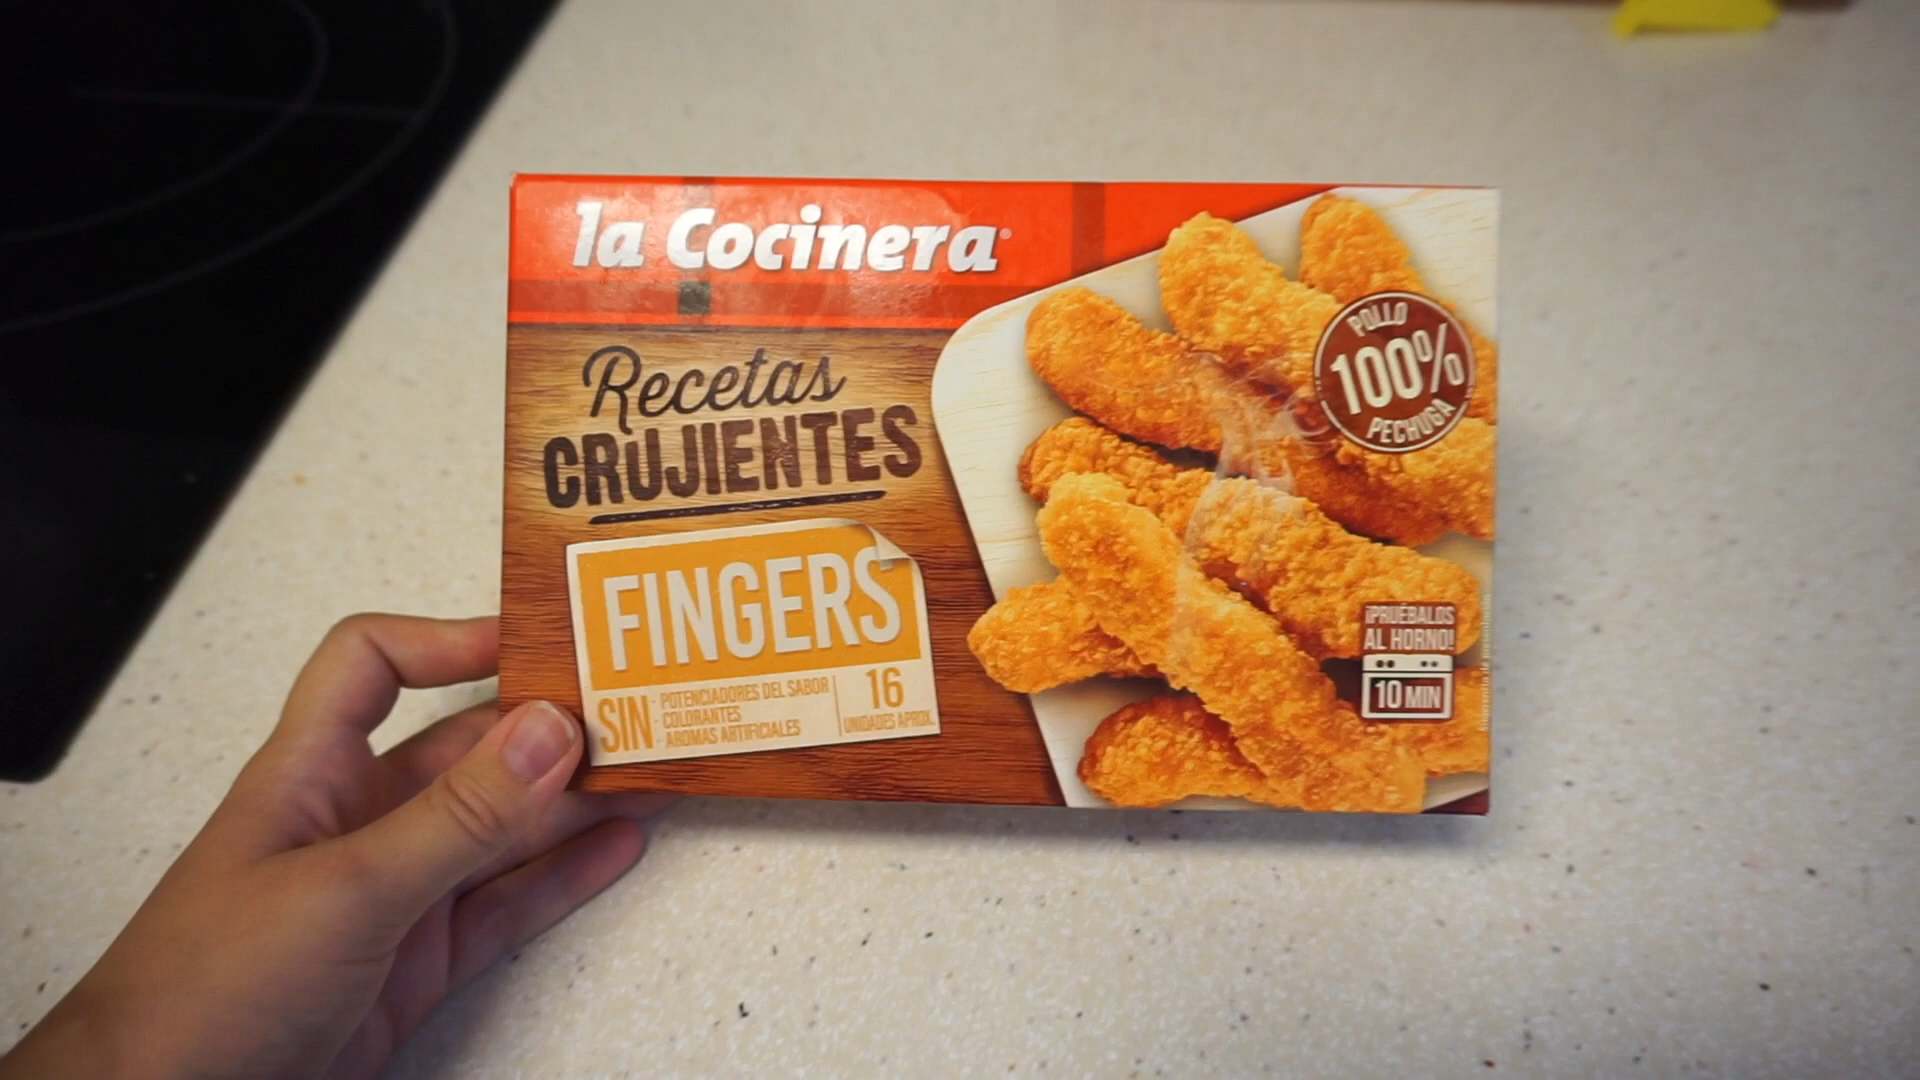 la Cocinera®
Recetas
CRUJIENTES
FINGERS
SIN
- POTENCIADORES DEL SABOR
- COLORANTES
- AROMAS ARTIFICIALES
16
UNIDADES APROX.
POLLO
100%
PECHUGA
¡PRUÉBALOS
AL HORNO!
10 MIN